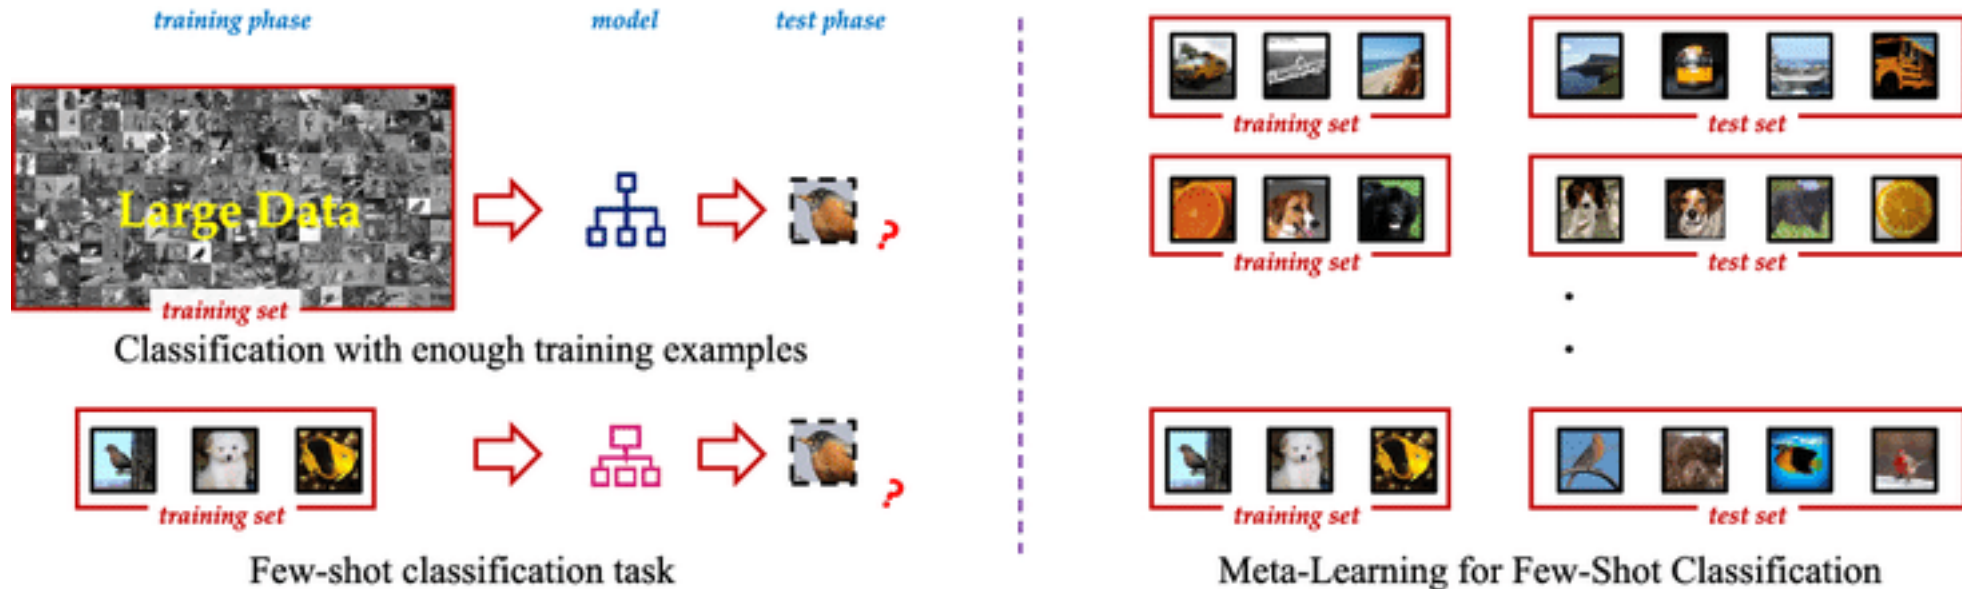 training phase
model
test phase
Large Data
training set
?
Classification with enough training examples
training set
?
Few-shot classification task
training set
test set
training set
test set
training set
test set
Meta-Learning for Few-Shot Classification